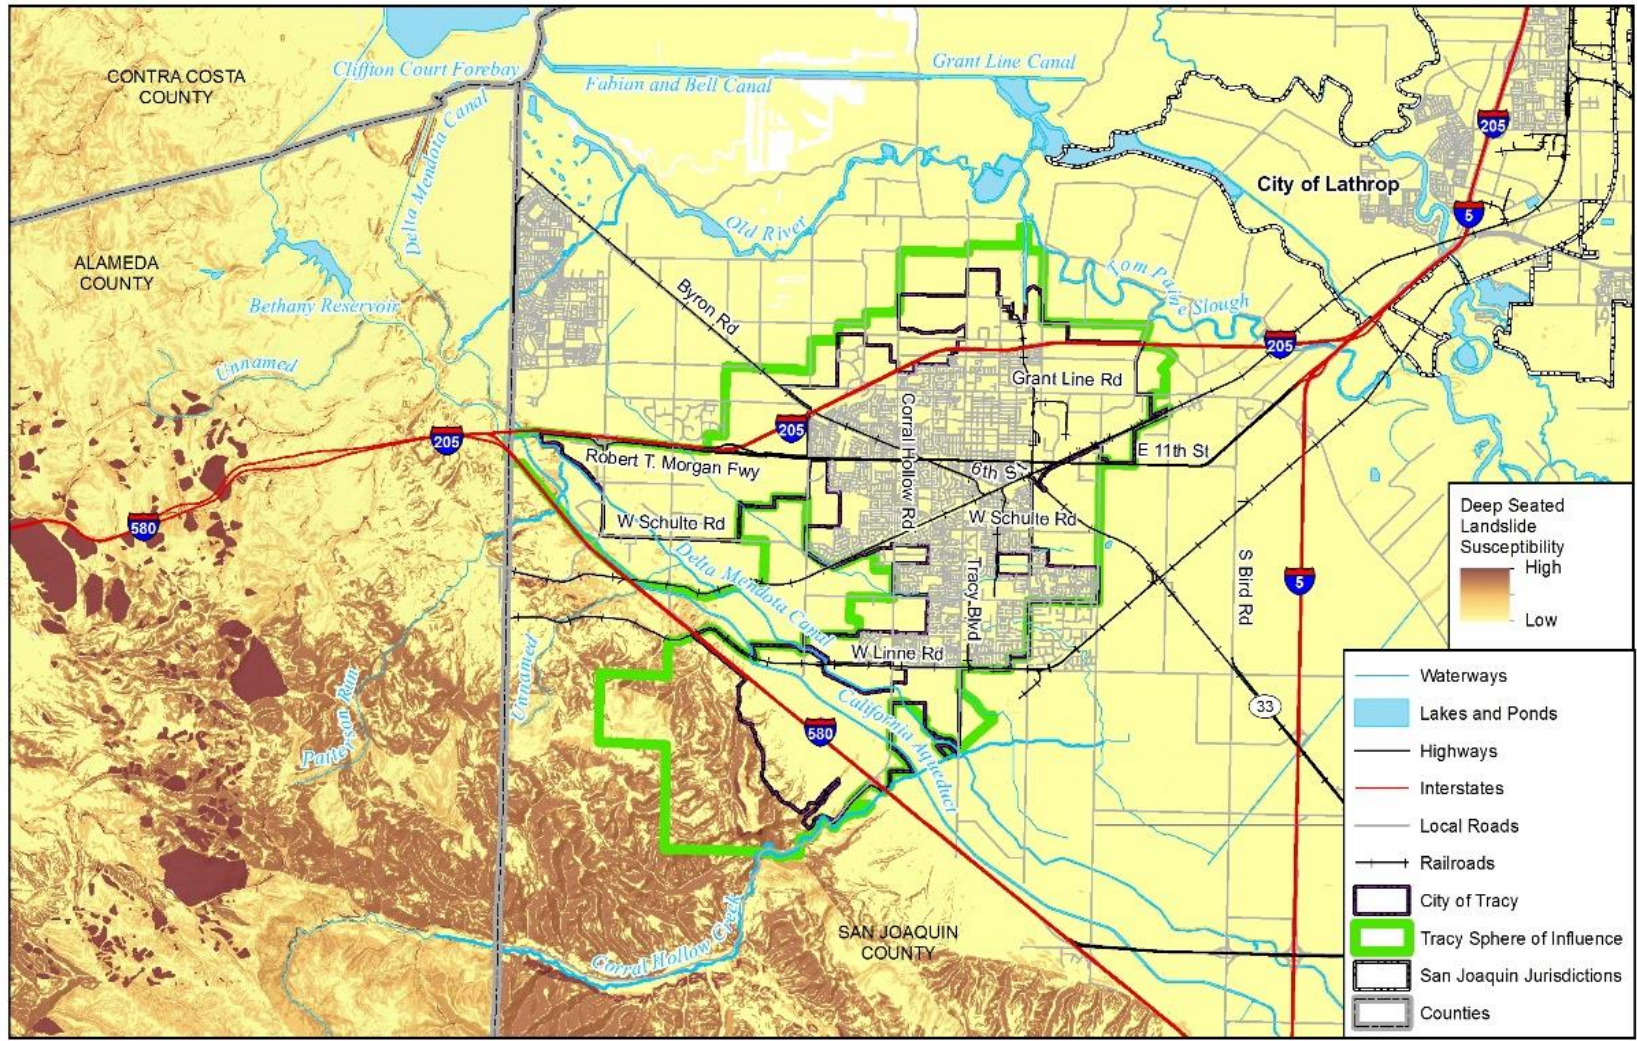 CONTRA COSTA
COUNTY
Clifton Court Forebay
Delta Mendota Canal
Fabian and Bell Canal
Grant Line Canal
205
City of Lathrop
5
Old River
Tom Paine Slough
ALAMEDA
COUNTY
Bethany Reservoir
Unnamed
Byron Rd
205
Grant Line Rd
Corral Hollow Rd
205
205
Robert T. Morgan Fwy
6th St
E 11th St
580
W Schulte Rd
W Schulte Rd
Delta Mendota Canal
Tracy Blvd
S Bird Rd
5
W Linne Rd
Unnamed
Patterson Run
California Aqueduct
580
33
Corral Hollow Creek
SAN JOAQUIN
COUNTY
Deep Seated
Landslide
Susceptibility
High
Low
Waterways
Lakes and Ponds
Highways
Interstates
Local Roads
Railroads
City of Tracy
Tracy Sphere of Influence
San Joaquin Jurisdictions
Counties